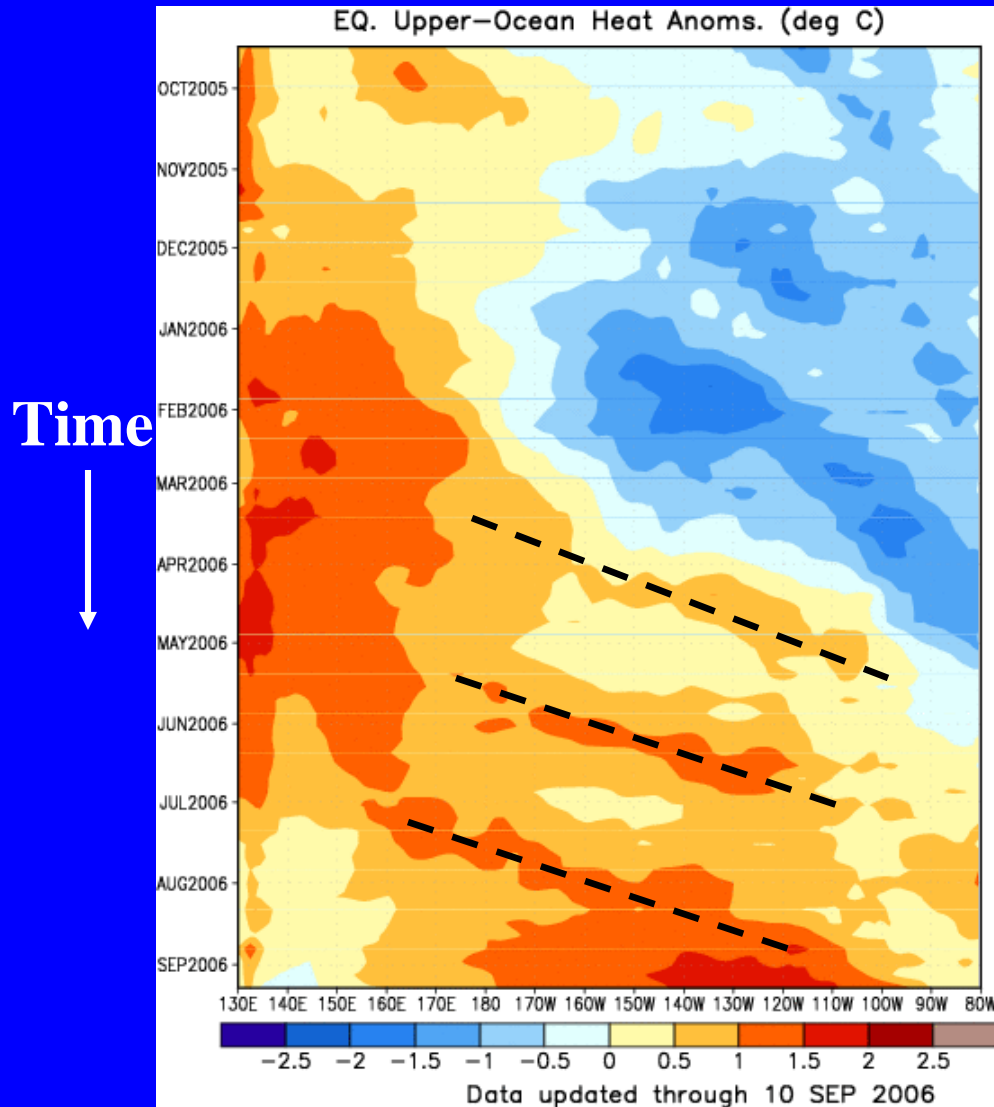 EQ. Upper-Ocean Heat Anoms. (deg C)
OCT2005
NOV2005
DEC2005
JAN2006
Time
FEB2006
MAR2006
APR2006
MAY2006
JUN2006
JUL2006
AUG2006
SEP2006
130E 140E 150E 160E 170E 180 170W 160W 150W 140W 130W 120W 110W 100W 90W 80W
-2.5 -2 -1.5 -1 -0.5 0 0.5 1 1.5 2 2.5
Data updated through 10 SEP 2006